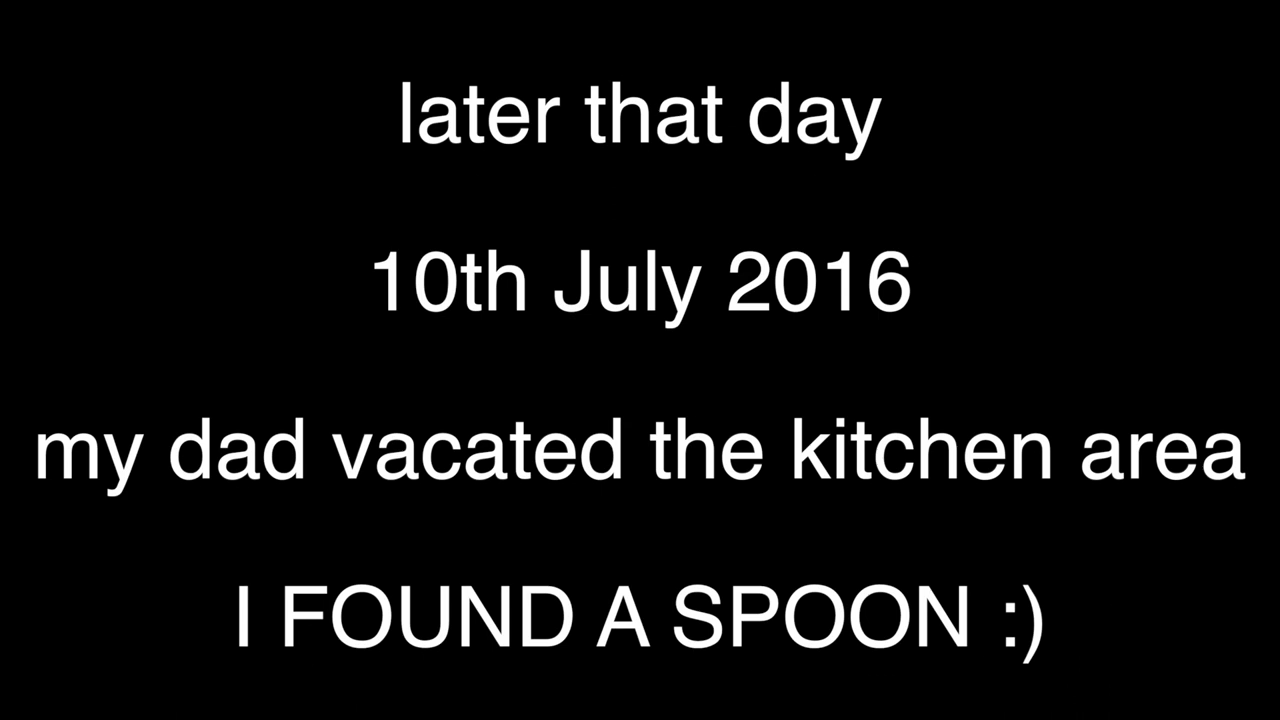 later that day
10th July 2016
my dad vacated the kitchen area
I FOUND A SPOON :)